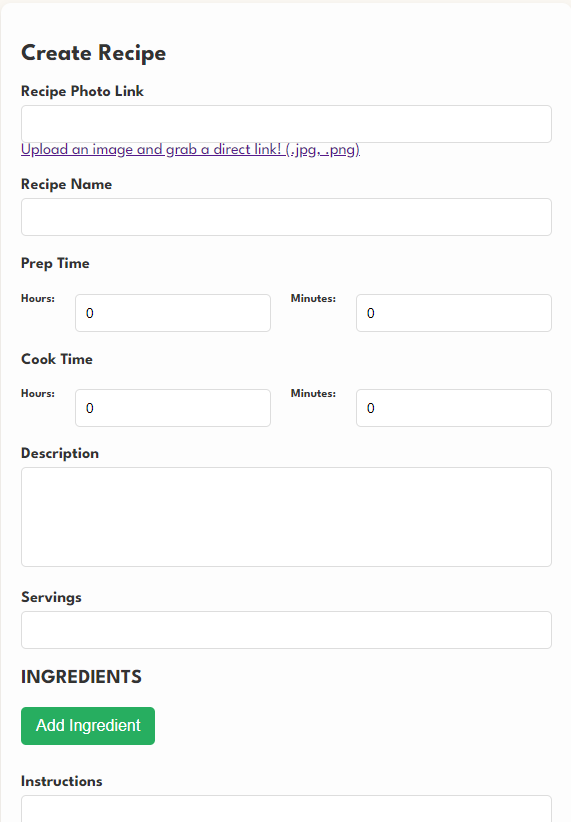 Create Recipe
Recipe Photo Link
Upload an image and grab a direct link! (.jpg, .png)
Recipe Name
Prep Time
Hours: 0 Minutes: 0
Cook Time
Hours: 0 Minutes: 0
Description
Servings
INGREDIENTS
Add Ingredient
Instructions